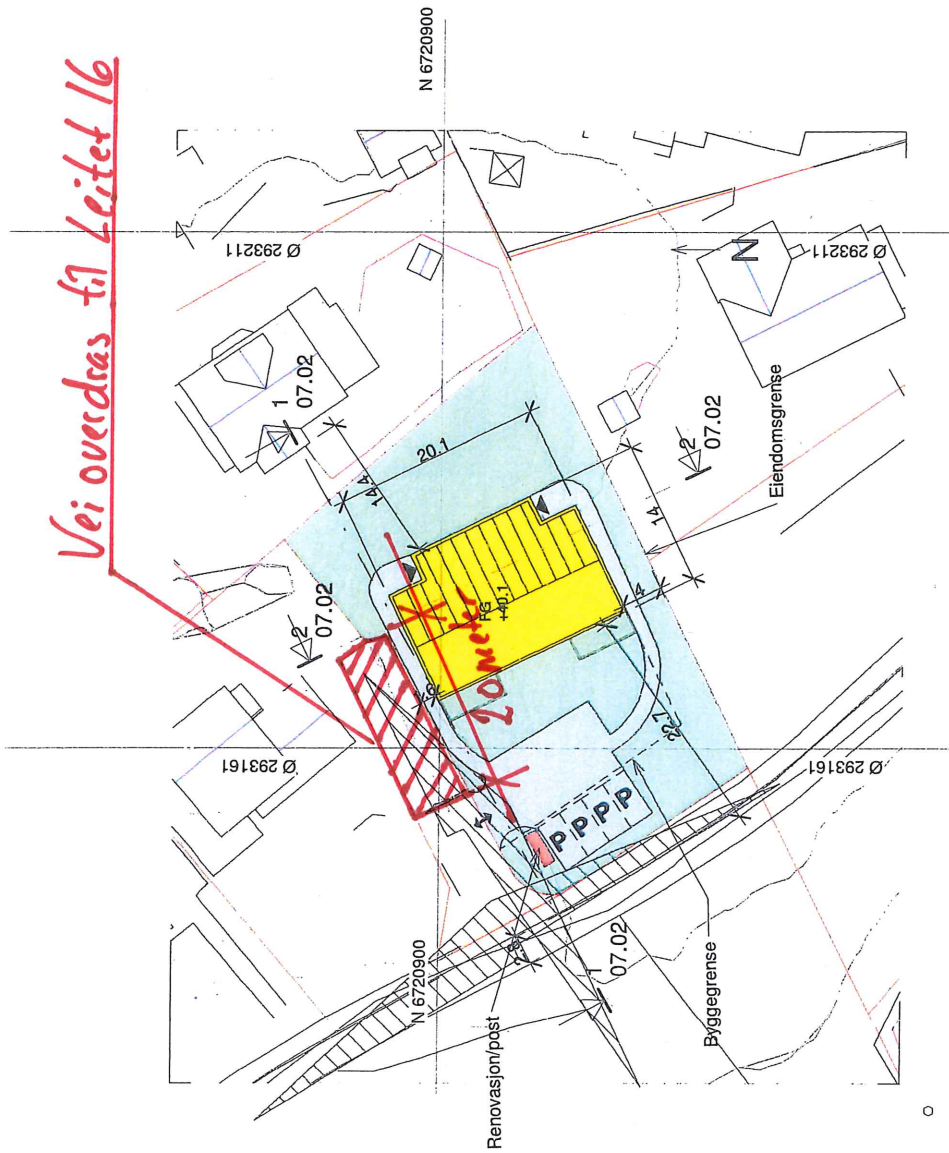 Vei overdras til Leitet 16
N 6720900
Ø 293211
Ø 293211
1
07.02
2
07.02
20.1
14.4
20 meter
FG
+40.1
N
2
07.02
Eiendomsgrense
14
4
22.7
Ø 293161
Ø 293161
P
P
P
P
N 6720900
Renovasjon/post
1
07.02
Byggegrense